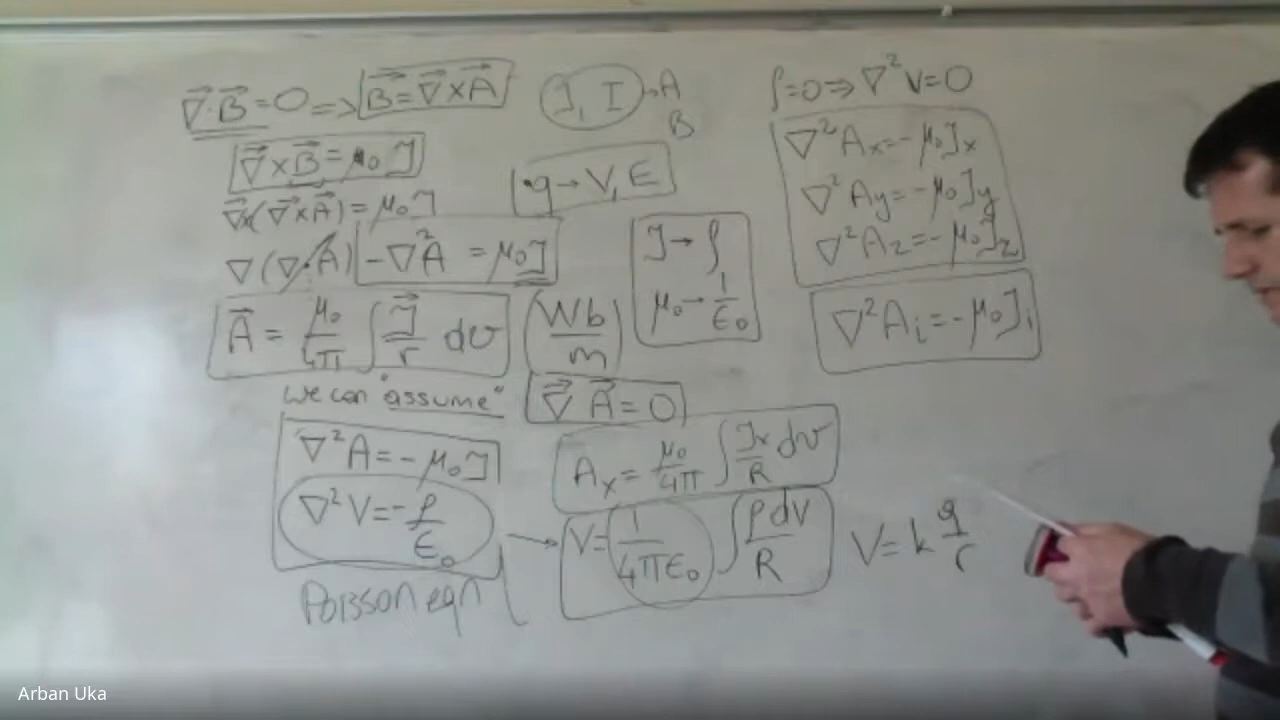 ∇⃗·B⃗ = 0 => B⃗ = ∇⃗×A⃗
∇⃗×B⃗ = μ₀ J
∇⃗×(∇⃗×A⃗) = μ₀ J
∇(∇·A⃗) -∇²A⃗ = μ₀J
A⃗ = μ₀/4π ∫ J⃗/r dv (Wb/m)
We can "assume" ∇⃗ A⃗ = 0
∇²A = -μ₀J
∇²V = -ρ/ε₀
Poisson eqn
J, I → A
B
q → V, E
J → ρ
μ₀ → 1/ε₀
Aₓ = μ₀/4π ∫ Jₓ/R dv
V = 1/4πε₀ ∫ ρdV/R
V = k q/r
ρ=0 => ∇²V=0
∇²Aₓ = -μ₀Jₓ
∇²Ay = -μ₀Jy
∇²Az = -μ₀Jz
∇²Aᵢ = -μ₀Jᵢ
Arban Uka